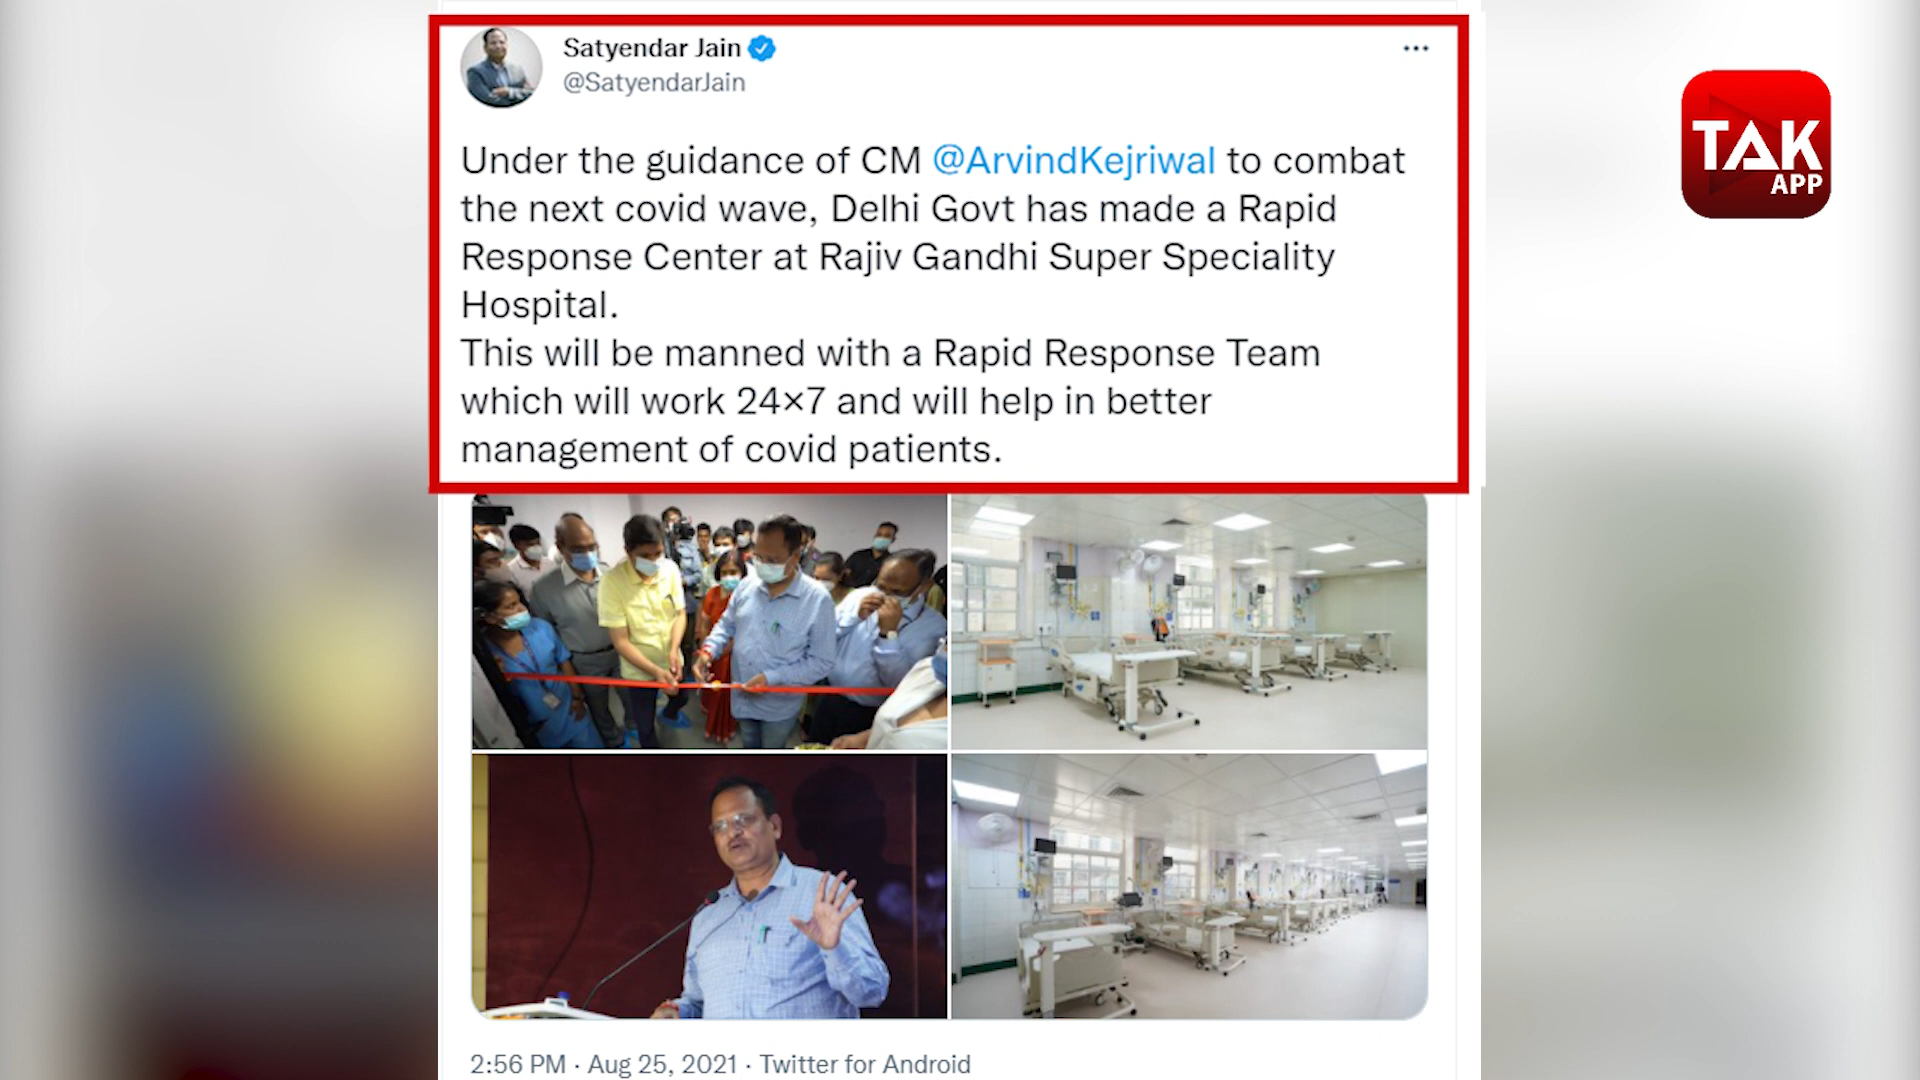 Satyendar Jain
@SatyendarJain
Under the guidance of CM @ArvindKejriwal to combat
the next covid wave, Delhi Govt has made a Rapid
Response Center at Rajiv Gandhi Super Speciality
Hospital.
This will be manned with a Rapid Response Team
which will work 24×7 and will help in better
management of covid patients.
2:56 PM · Aug 25, 2021 · Twitter for Android
TAK
APP